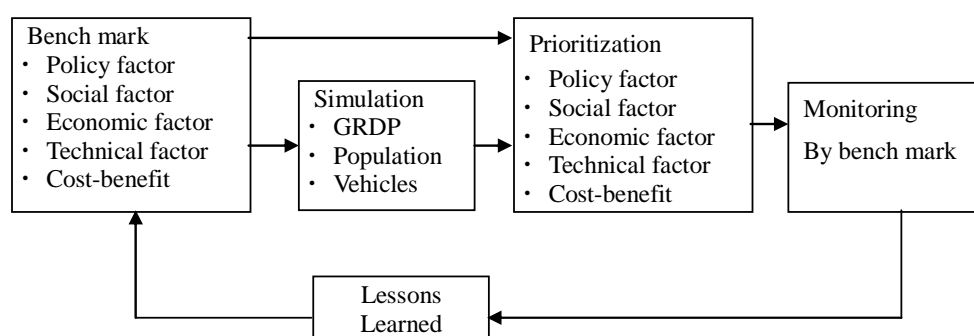 Bench mark
・ Policy factor
・ Social factor
・ Economic factor
・ Technical factor
・ Cost-benefit
Simulation
・ GRDP
・ Population
・ Vehicles
Prioritization
・ Policy factor
・ Social factor
・ Economic factor
・ Technical factor
・ Cost-benefit
Monitoring
By bench mark
Lessons
Learned